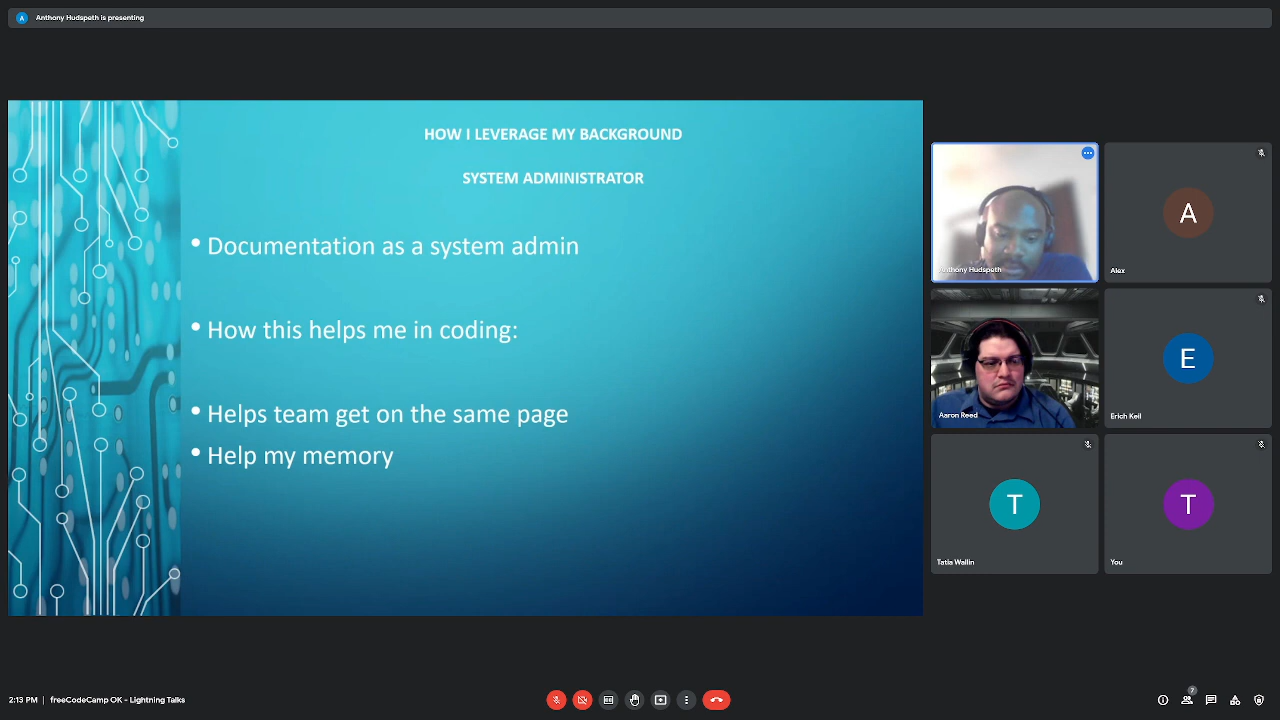 A
Anthony Hudspeth is presenting
HOW I LEVERAGE MY BACKGROUND
SYSTEM ADMINISTRATOR
• Documentation as a system admin
• How this helps me in coding:
• Helps team get on the same page
• Help my memory
Anthony Hudspeth
A
Alex
Aaron Reed
E
Erich Keil
T
Tatia Wallin
T
You
2:13 PM | freeCodeCamp OK - Lightning Talks
7